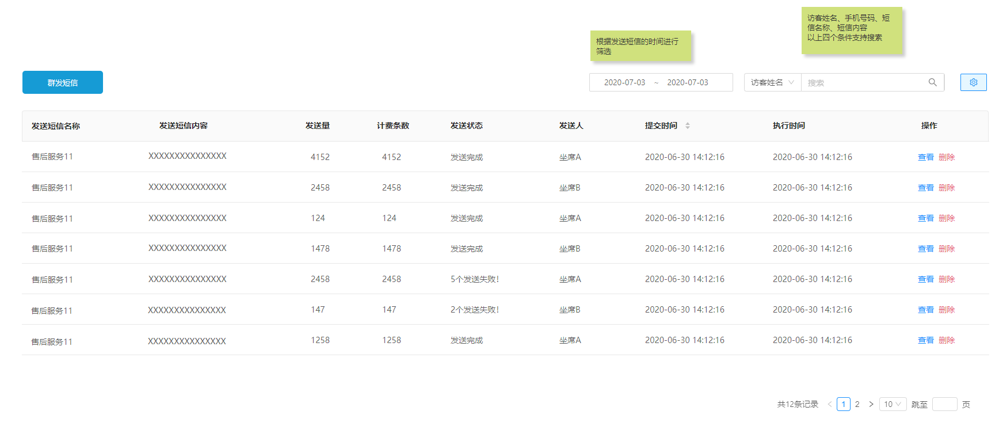 访客姓名、手机号码、短
信名称、短信内容
以上四个条件支持搜素
根据发送短信的时间进行
筛选
群发短信 2020-07-03 ~ 2020-07-03 访客姓名 搜索
发送短信名称 发送短信内容 发送量 计费条数 发送状态 发送人 提交时间 执行时间 操作
售后服务11 XXXXXXXXXXXXXXX 4152 4152 发送完成 坐席A 2020-06-30 14:12:16 2020-06-30 14:12:16 查看 删除
售后服务11 XXXXXXXXXXXXXXX 2458 2458 发送完成 坐席B 2020-06-30 14:12:16 2020-06-30 14:12:16 查看 删除
售后服务11 XXXXXXXXXXXXXXX 124 124 发送完成 坐席A 2020-06-30 14:12:16 2020-06-30 14:12:16 查看 删除
售后服务11 XXXXXXXXXXXXXXX 1478 1478 发送完成 坐席B 2020-06-30 14:12:16 2020-06-30 14:12:16 查看 删除
售后服务11 XXXXXXXXXXXXXXX 2458 2458 5个发送失败! 坐席A 2020-06-30 14:12:16 2020-06-30 14:12:16 查看 删除
售后服务11 XXXXXXXXXXXXXXX 147 147 2个发送失败! 坐席B 2020-06-30 14:12:16 2020-06-30 14:12:16 查看 删除
售后服务11 XXXXXXXXXXXXXXX 1258 1258 发送完成 坐席A 2020-06-30 14:12:16 2020-06-30 14:12:16 查看 删除
共12条记录 < 1 2 > 10 跳至 页